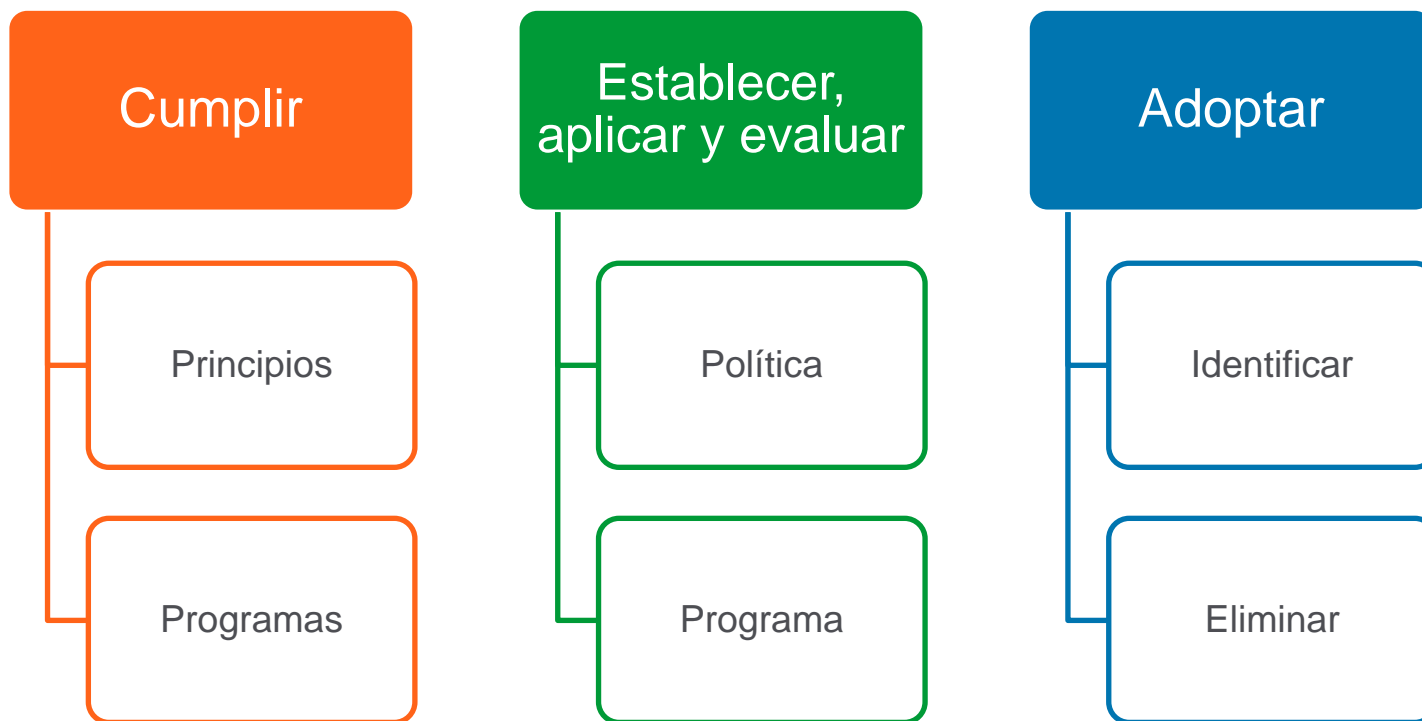 Cumplir
Principios
Programas
Establecer,
aplicar y evaluar
Política
Programa
Adoptar
Identificar
Eliminar